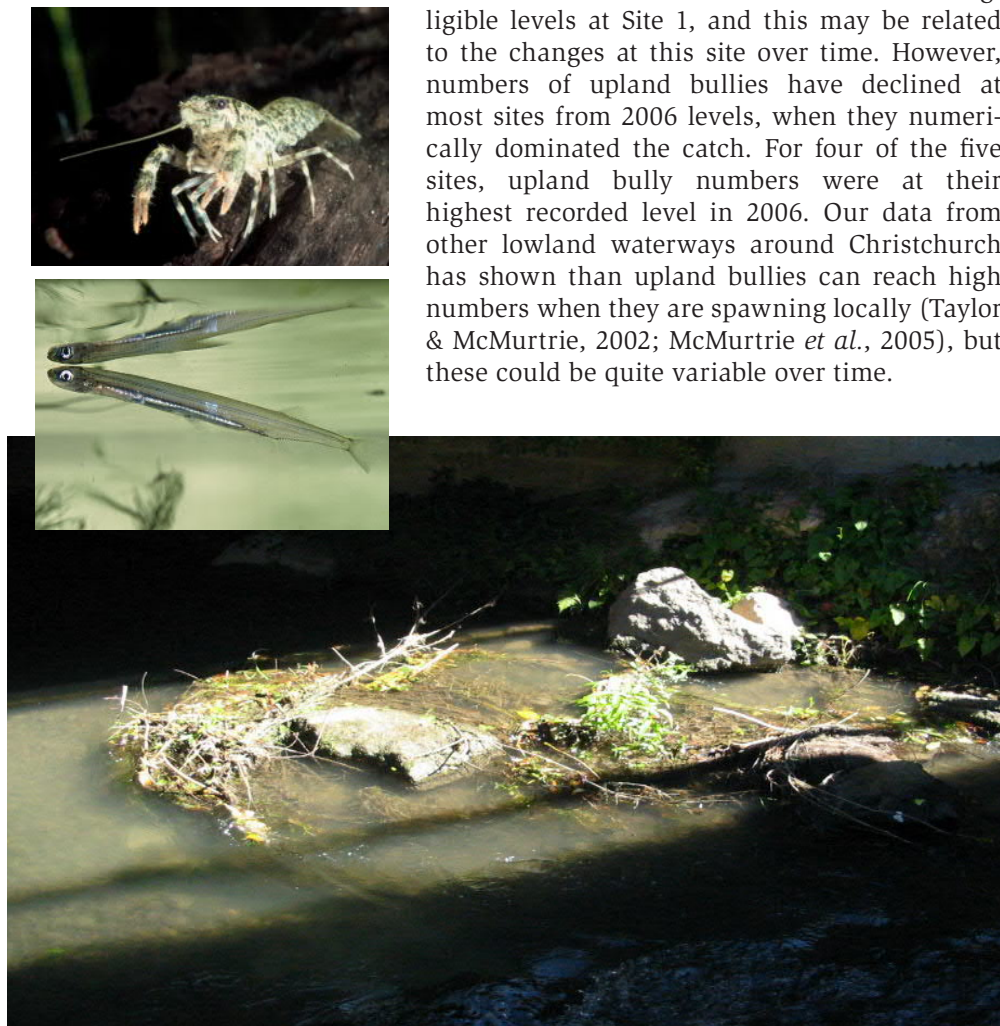 ligible levels at Site 1, and this may be related
to the changes at this site over time. However,
numbers of upland bullies have declined at
most sites from 2006 levels, when they numeri-
cally dominated the catch. For four of the five
sites, upland bully numbers were at their
highest recorded level in 2006. Our data from
other lowland waterways around Christchurch
has shown than upland bullies can reach high
numbers when they are spawning locally (Taylor
& McMurtrie, 2002; McMurtrie et al., 2005), but
these could be quite variable over time.